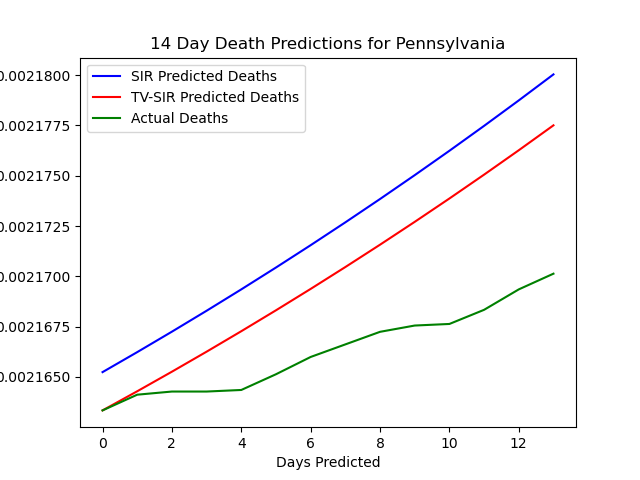 14 Day Death Predictions for Pennsylvania
SIR Predicted Deaths
TV-SIR Predicted Deaths
Actual Deaths
0.0021800
0.0021775
0.0021750
0.0021725
0.0021700
0.0021675
0.0021650
0 2 4 6 8 10 12
Days Predicted